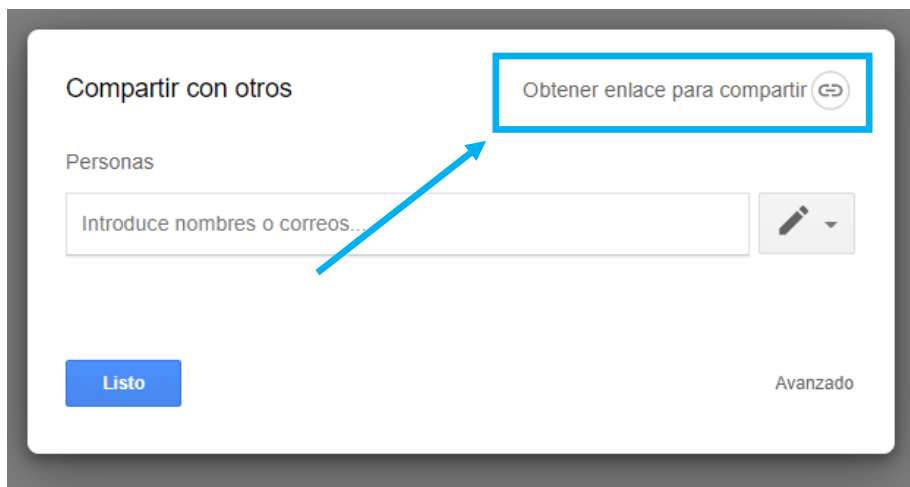 Compartir con otros
Obtener enlace para compartir
Personas
Introduce nombres o correos...
Listo
Avanzado